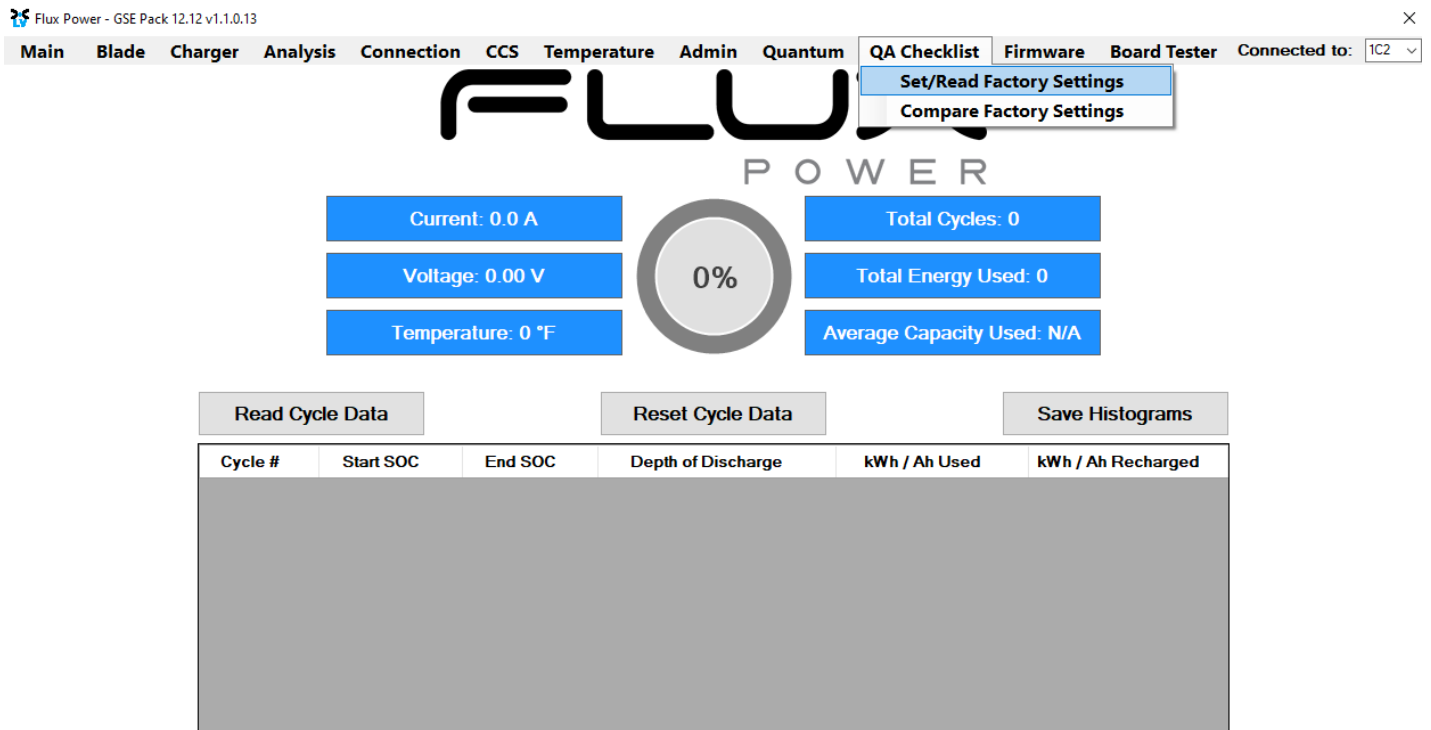 Flux Power - GSE Pack 12.12 v1.1.0.13
Main Blade Charger Analysis Connection CCS Temperature Admin Quantum QA Checklist Firmware Board Tester Connected to: 1C2
Set/Read Factory Settings
Compare Factory Settings
FLUX
POWER
Current: 0.0 A
Total Cycles: 0
Voltage: 0.00 V
0%
Total Energy Used: 0
Temperature: 0 °F
Average Capacity Used: N/A
Read Cycle Data Reset Cycle Data Save Histograms
Cycle # Start SOC End SOC Depth of Discharge kWh / Ah Used kWh / Ah Recharged